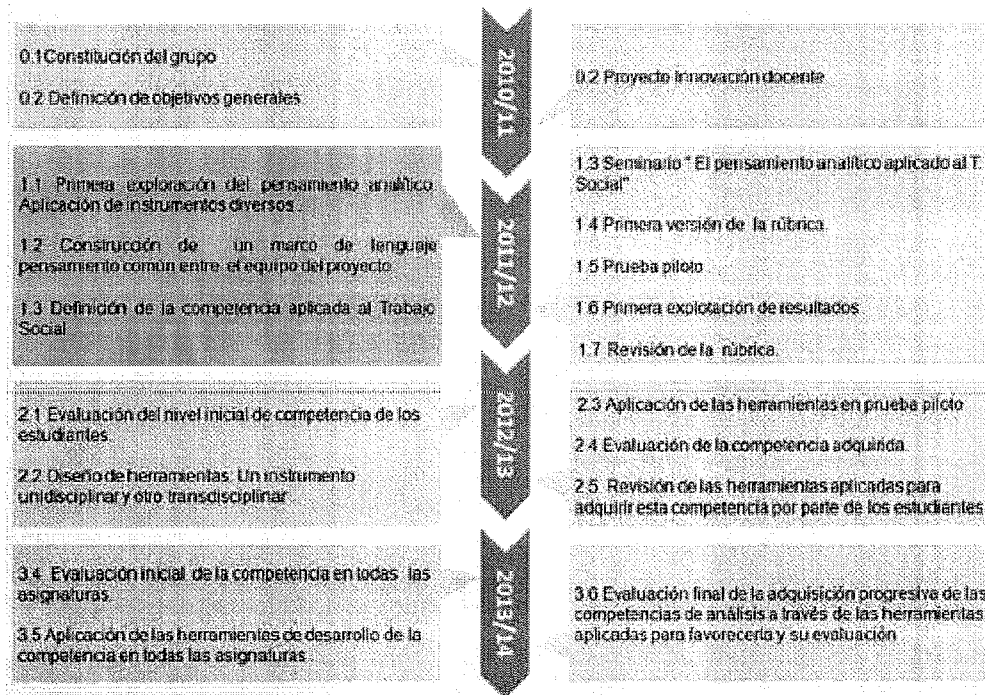 0.1Constitución del grupo
0.2 Definición de objetivos generales
2010/11
0.2 Proyecto Innovación docente
1.1 Primera exploración del pensamiento analítico.
Aplicación de instrumentos diversos.
1.2 Construcción de un marco de lenguaje
pensamiento común entre el equipo del proyecto
1.3 Definición de la competencia aplicada al Trabajo
Social
2011/12
1.3 Seminario "El pensamiento analítico aplicado al T.
Social"
1.4 Primera versión de la rúbrica.
1.5 Prueba piloto
1.6 Primera explotación de resultados
1.7 Revisión de la rúbrica.
2.1 Evaluación del nivel inicial de competencia de los
estudiantes
2.2 Diseño de herramientas: Un instrumento
unidisciplinar y otro transdisciplinar
2012/13
2.3 Aplicación de las herramientas en prueba piloto
2.4 Evaluación de la competencia adquirida.
2.5 Revisión de las herramientas aplicadas para
adquirir esta competencia por parte de los estudiantes
3.4 Evaluación inicial de la competencia en todas las
asignaturas
3.5 Aplicación de las herramientas de desarrollo de la
competencia en todas las asignaturas
2013/14
3.6 Evaluación final de la adquisición progresiva de las
competencias de análisis a través de las herramientas
aplicadas para favorecerla y su evaluación